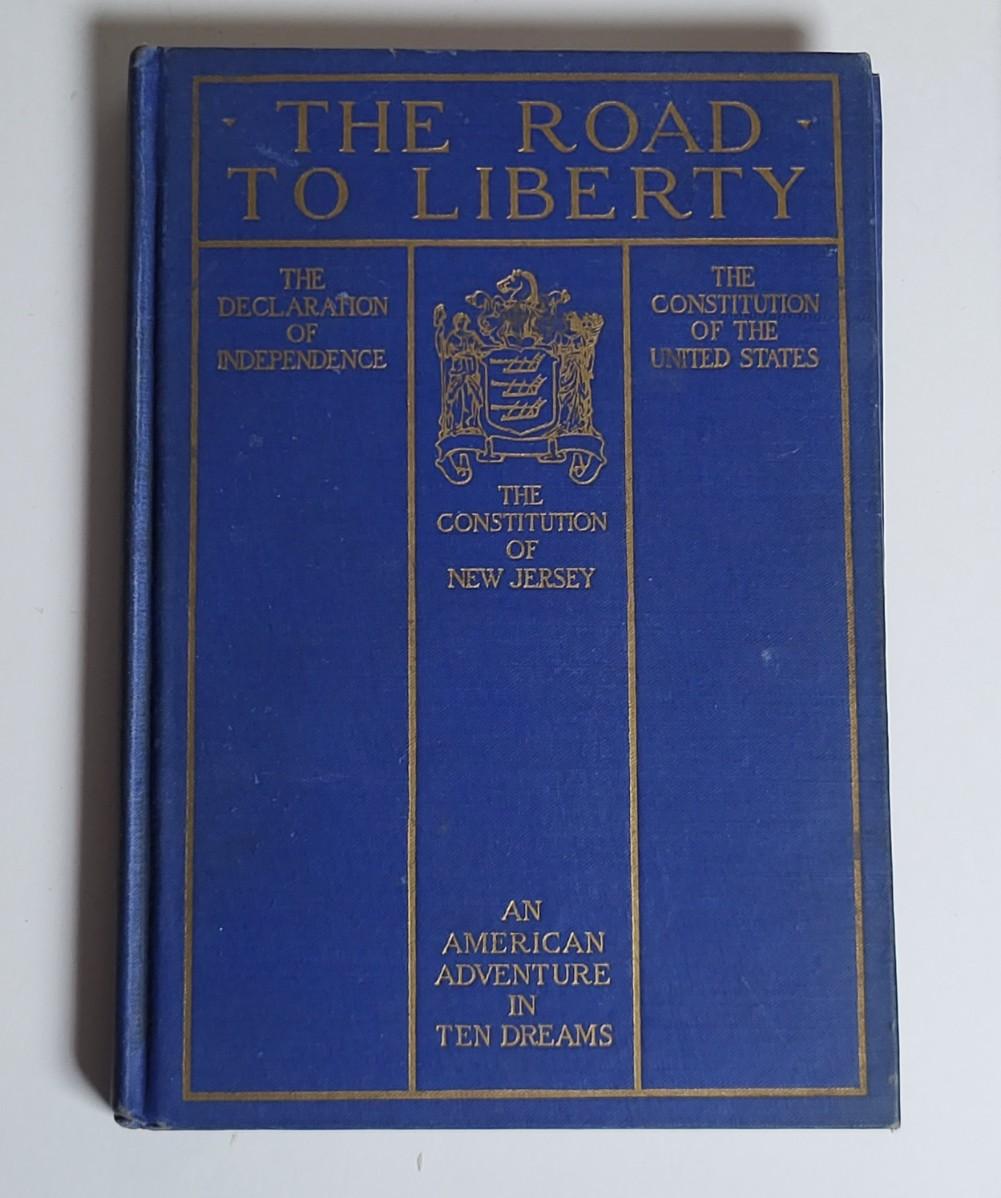 THE ROAD
TO LIBERTY
THE
DECLARATION
OF
INDEPENDENCE
THE
CONSTITUTION
OF
NEW JERSEY
AN
AMERICAN
ADVENTURE
IN
TEN DREAMS
THE
CONSTITUTION
OF THE
UNITED STATES